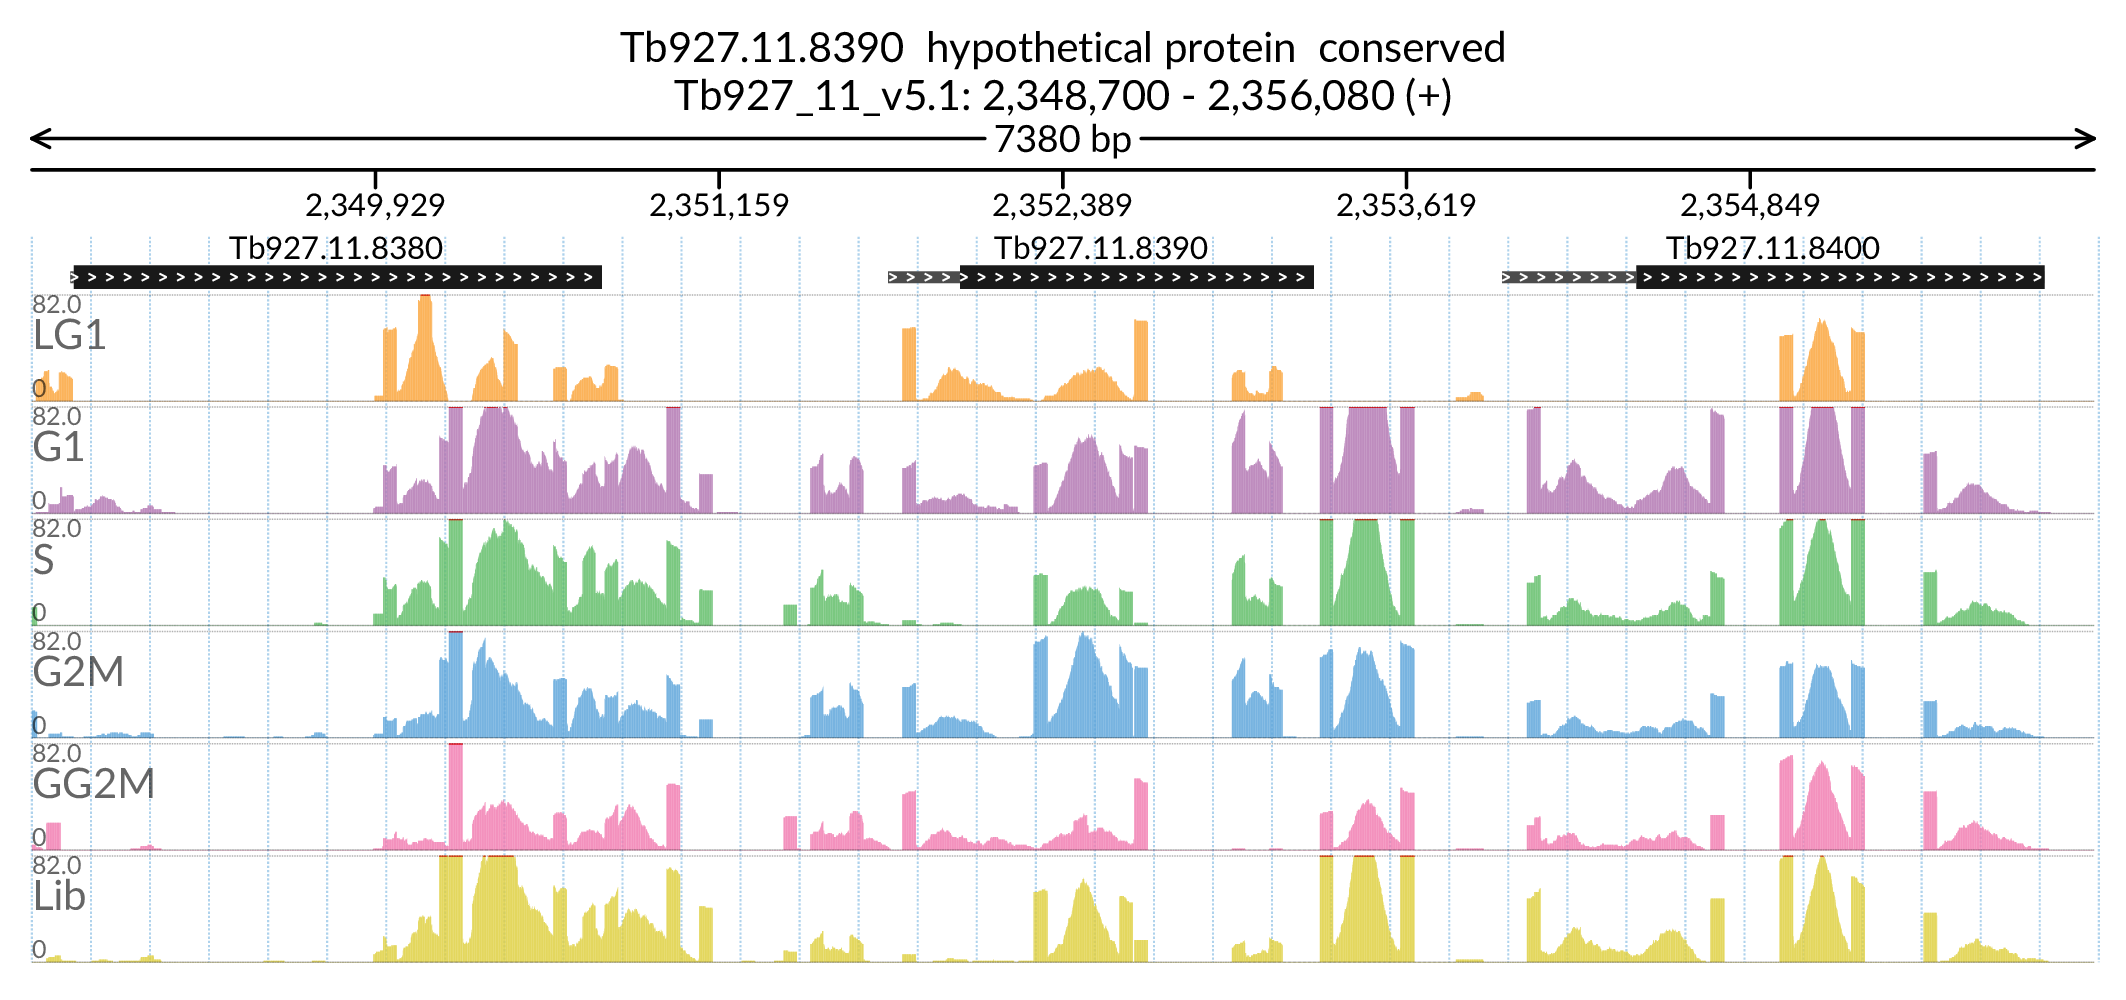 Tb927.11.8390 hypothetical protein conserved
Tb927_11_v5.1: 2,348,700 - 2,356,080 (+)
7380 bp
2,349,929 2,351,159 2,352,389 2,353,619 2,354,849
Tb927.11.8380 Tb927.11.8390 Tb927.11.8400
82.0
LG1
0
82.0
G1
0
82.0
S
0
82.0
G2M
0
82.0
GG2M
0
82.0
Lib
0